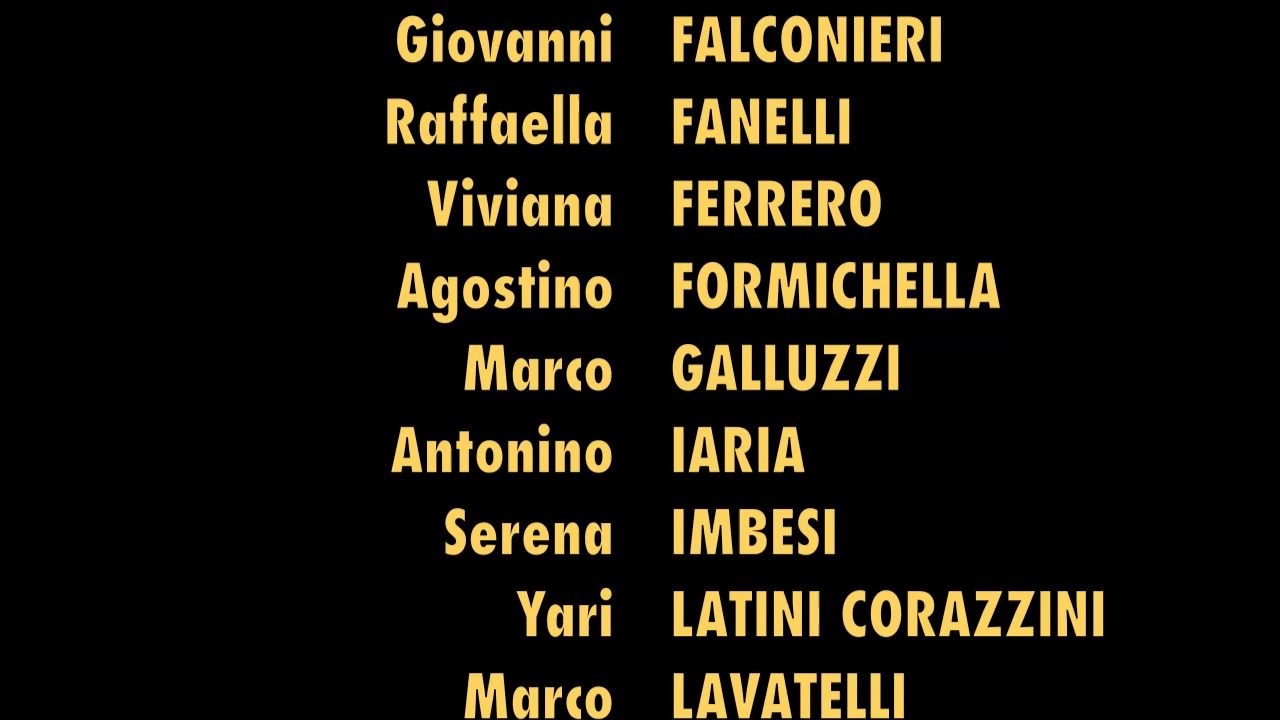 Giovanni FALCONIERI
Raffaella FANELLI
Viviana FERRERO
Agostino FORMICHELLA
Marco GALLUZZI
Antonino IARIA
Serena IMBESI
Yari LATINI CORAZZINI
Marco LAVATELLI